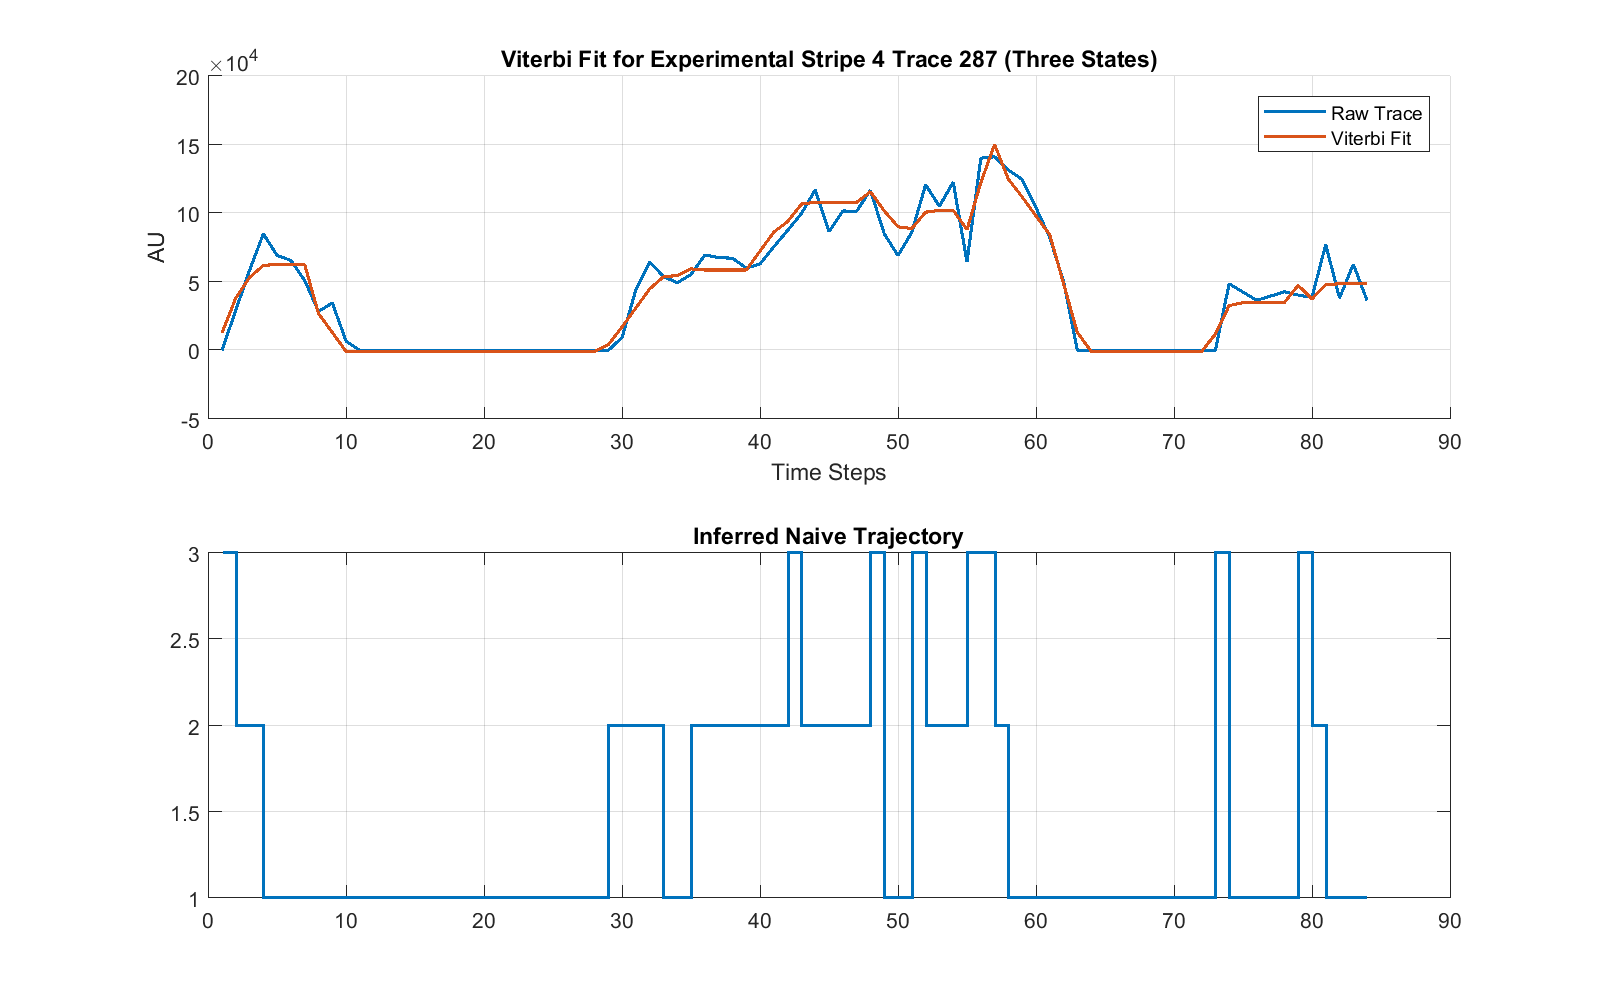 Viterbi Fit for Experimental Stripe 4 Trace 287 (Three States)
×10^4
20
15
10
5
0
-5
AU
Raw Trace
Viterbi Fit
0 10 20 30 40 50 60 70 80 90
Time Steps
Inferred Naive Trajectory
3
2.5
2
1.5
1
0 10 20 30 40 50 60 70 80 90